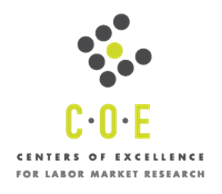 C·O·E
CENTERS OF EXCELLENCE
FOR LABOR MARKET RESEARCH